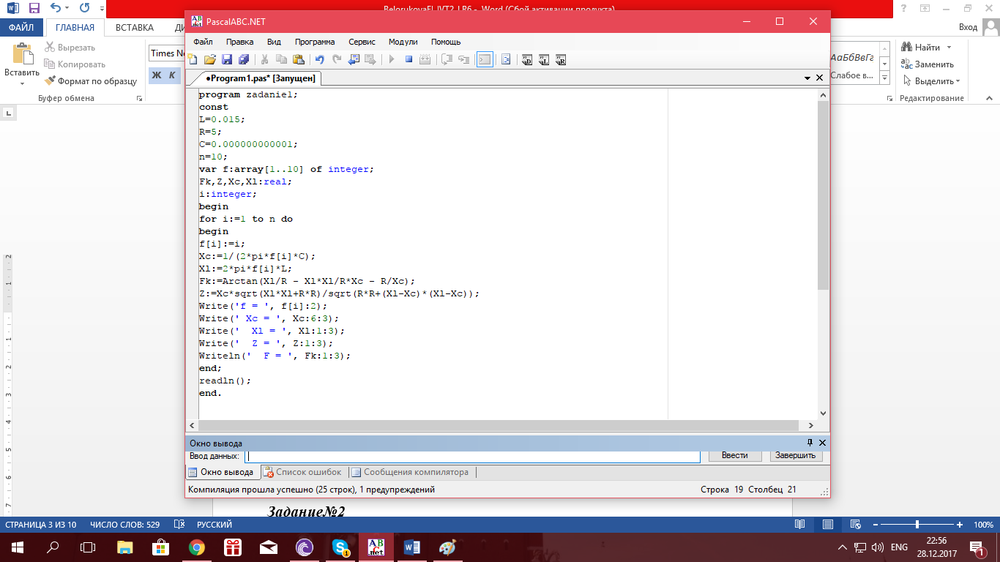 BelorukovaEI_IVT2_LR6 - Word (Сбой активации продукта)
PascalABC.NET
ФАЙЛ ГЛАВНАЯ ВСТАВКА
Вход
Файл Правка Вид Программа Сервис Модули Помощь
Вставить
Вырезать
Копировать
Формат по образцу
Буфер обмена
Times
Ж К
АаБбВвГг
Слабое в...
Найти
Заменить
Выделить
Редактирование
●Program1.pas* [Запущен]
program zadanie1;
const
L=0.015;
R=5;
C=0.000000000001;
n=10;
var f:array[1..10] of integer;
Fk,Z,Xc,Xl:real;
i:integer;
begin
for i:=1 to n do
begin
f[i]:=i;
Xc:=1/(2*pi*f[i]*C);
Xl:=2*pi*f[i]*L;
Fk:=Arctan(Xl/R - Xl*Xl/R*Xc - R/Xc);
Z:=Xc*sqrt(Xl*Xl+R*R)/sqrt(R*R+(Xl-Xc)*(Xl-Xc));
Write('f = ', f[i]:2);
Write(' Xc = ', Xc:6:3);
Write('  Xl = ', Xl:1:3);
Write('  Z = ', Z:1:3);
Writeln('  F = ', Fk:1:3);
end;
readln();
end.
Окно вывода
Ввод данных: Ввести Завершить
Окно вывода Список ошибок Сообщения компилятора
Компиляция прошла успешно (25 строк), 1 предупреждений Строка 19 Столбец 21
Задание№2
СТРАНИЦА 3 ИЗ 10 ЧИСЛО СЛОВ: 529 РУССКИЙ 100%
ENG 22:56
28.12.2017